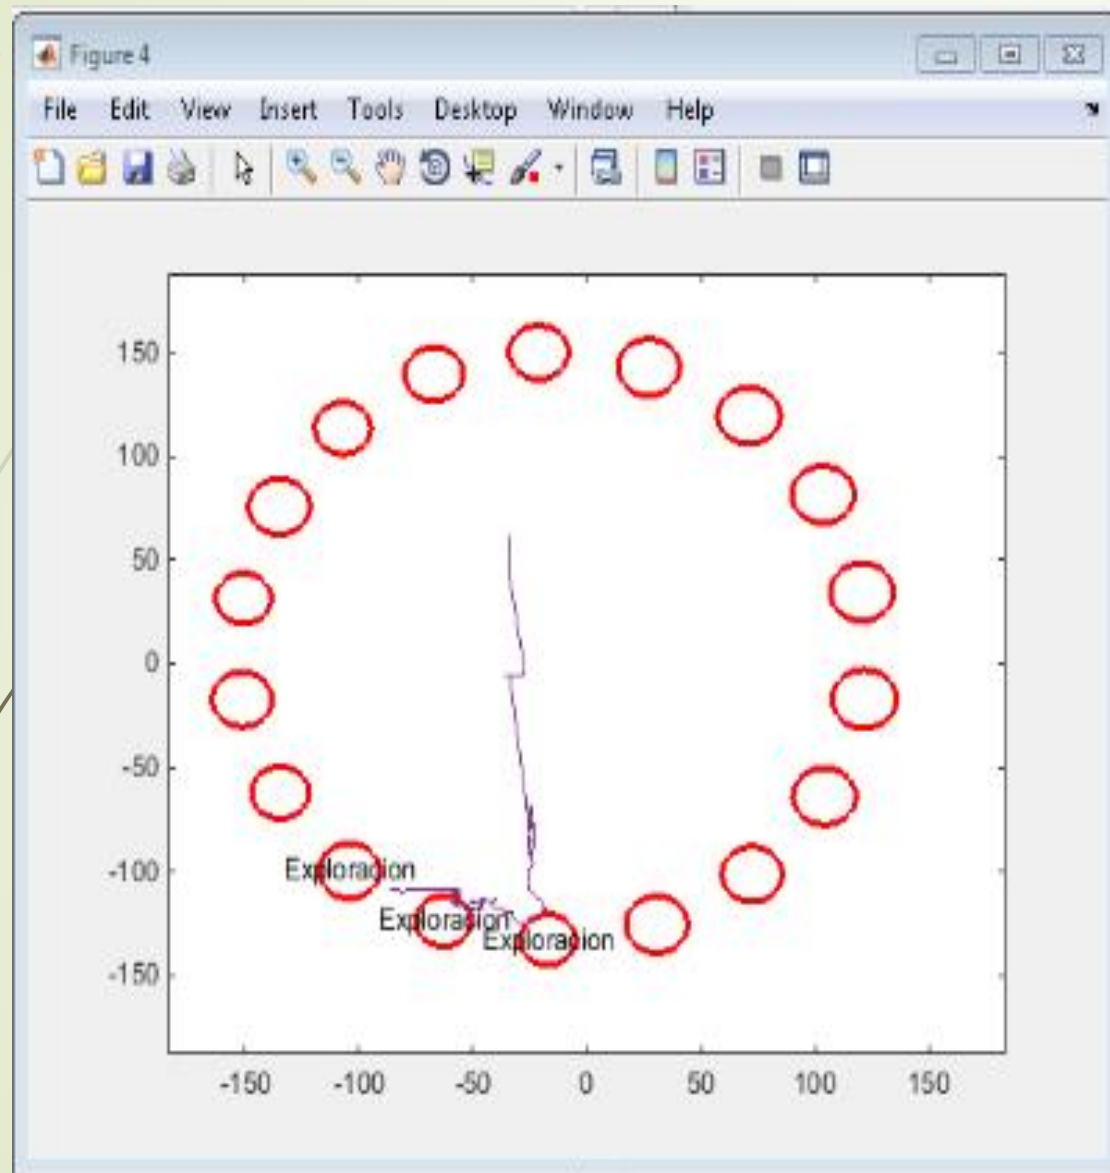 Figure 4
File Edit View Insert Tools Desktop Window Help
150
100
50
0
-50
-100
-150
Exploracion
Exploracion
Exploracion
-150 -100 -50 0 50 100 150